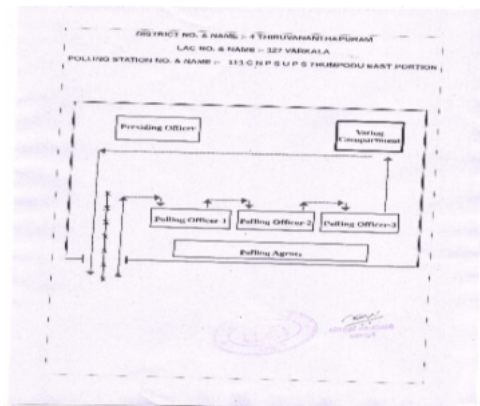 DISTRICT NO. & NAME :- 4 THIRUVANANTHAPURAM
LAC NO. & NAME :- 127 VARKALA
POLLING STATION NO. & NAME :- 113 G N P S U P S THUMPODU EAST PORTION
Presiding Officer
Voting
Compartment
Polling Officer-1
Polling Officer-2
Polling Officer-3
Polling Agents